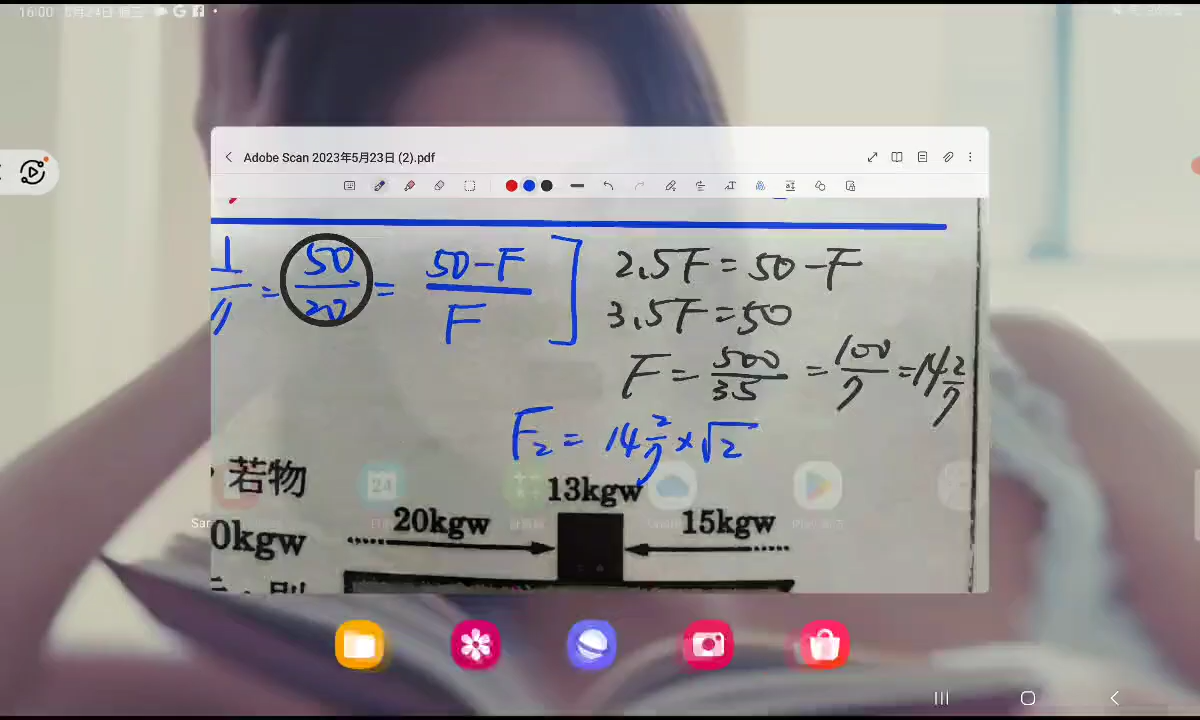 16:00
Adobe Scan 2023年5月23日 (2).pdf
1/y = 50/20 = (50-F)/F ]
2.5F = 50-F
3.5F = 50
F = 500/35 = 100/7 = 14 2/7
F₂ = 14 2/7 × √2
若物
13kgw
20kgw
15kgw
0kgw